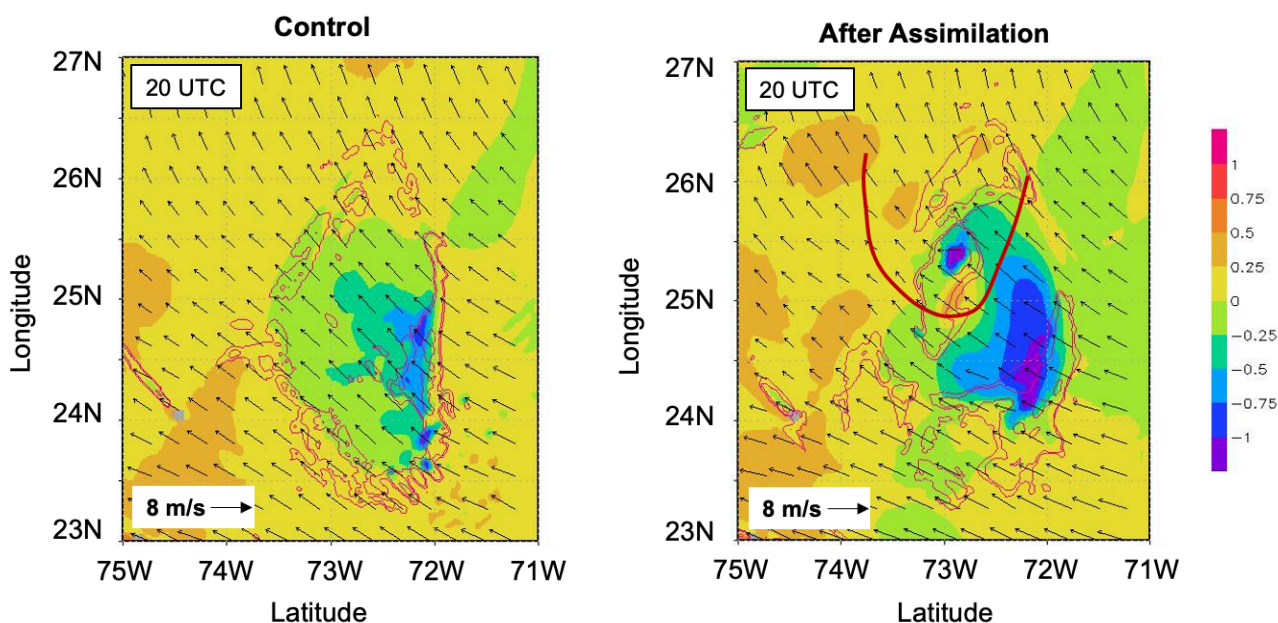 Control
27N
20 UTC
26N
25N
24N
23N
8 m/s
75W 74W 73W 72W 71W
Latitude
Longitude
After Assimilation
27N
20 UTC
26N
25N
24N
23N
8 m/s
75W 74W 73W 72W 71W
Latitude
Longitude
1
0.75
0.5
0.25
0
-0.25
-0.5
-0.75
-1